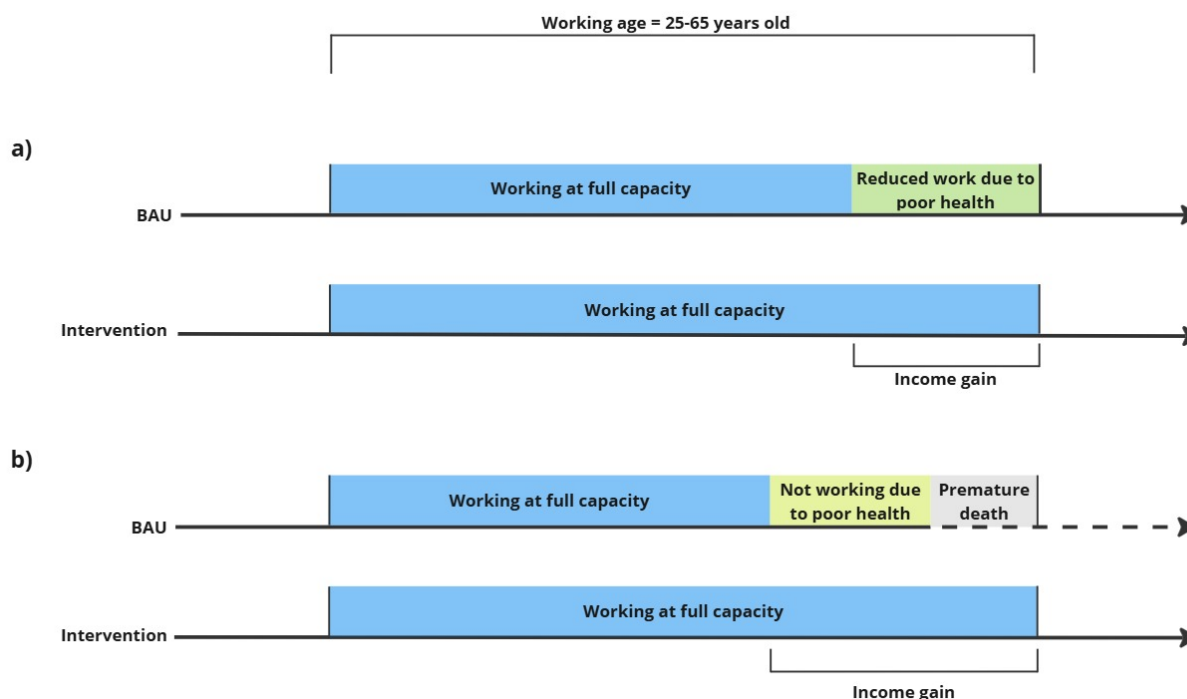 Working age = 25-65 years old
a)
Working at full capacity
Reduced work due to
poor health
BAU
Working at full capacity
Intervention
Income gain
b)
Working at full capacity
Not working due
to poor health
Premature
death
BAU
Working at full capacity
Intervention
Income gain